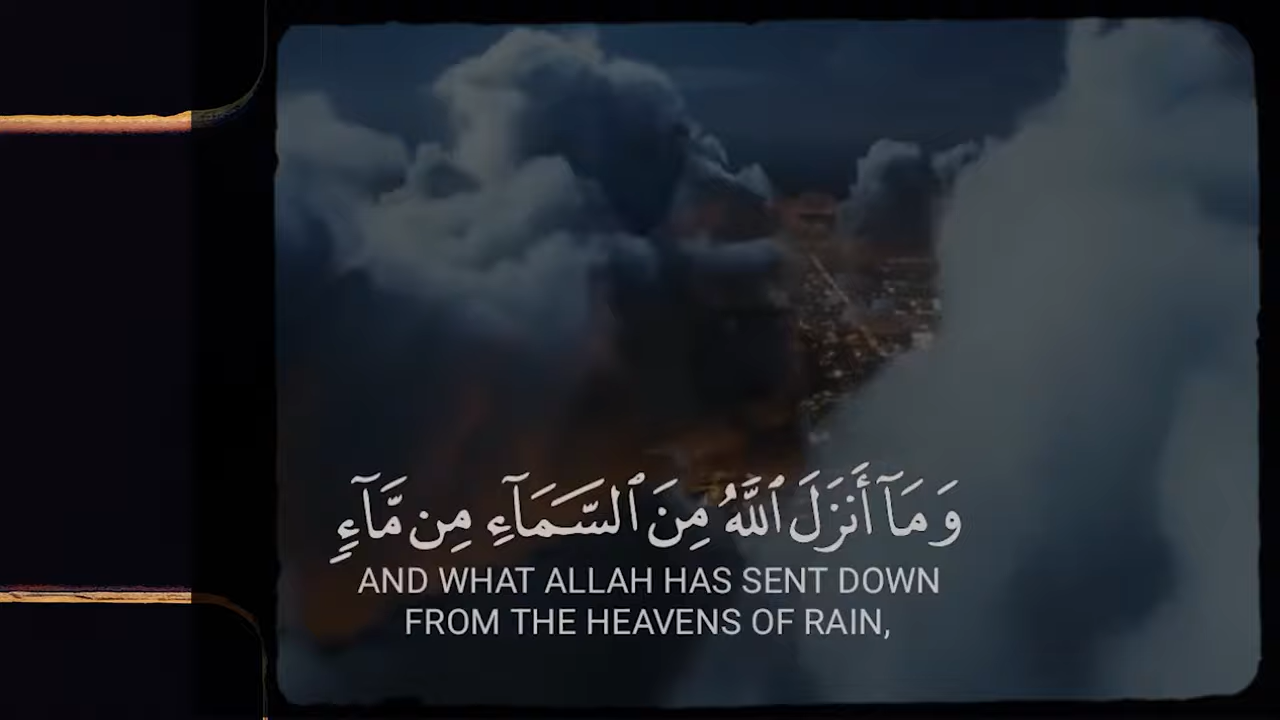 وَمَآ أَنزَلَ ٱللَّهُ مِنَ ٱلسَّمَآءِ مِن مَّآءٍ
AND WHAT ALLAH HAS SENT DOWN
FROM THE HEAVENS OF RAIN,